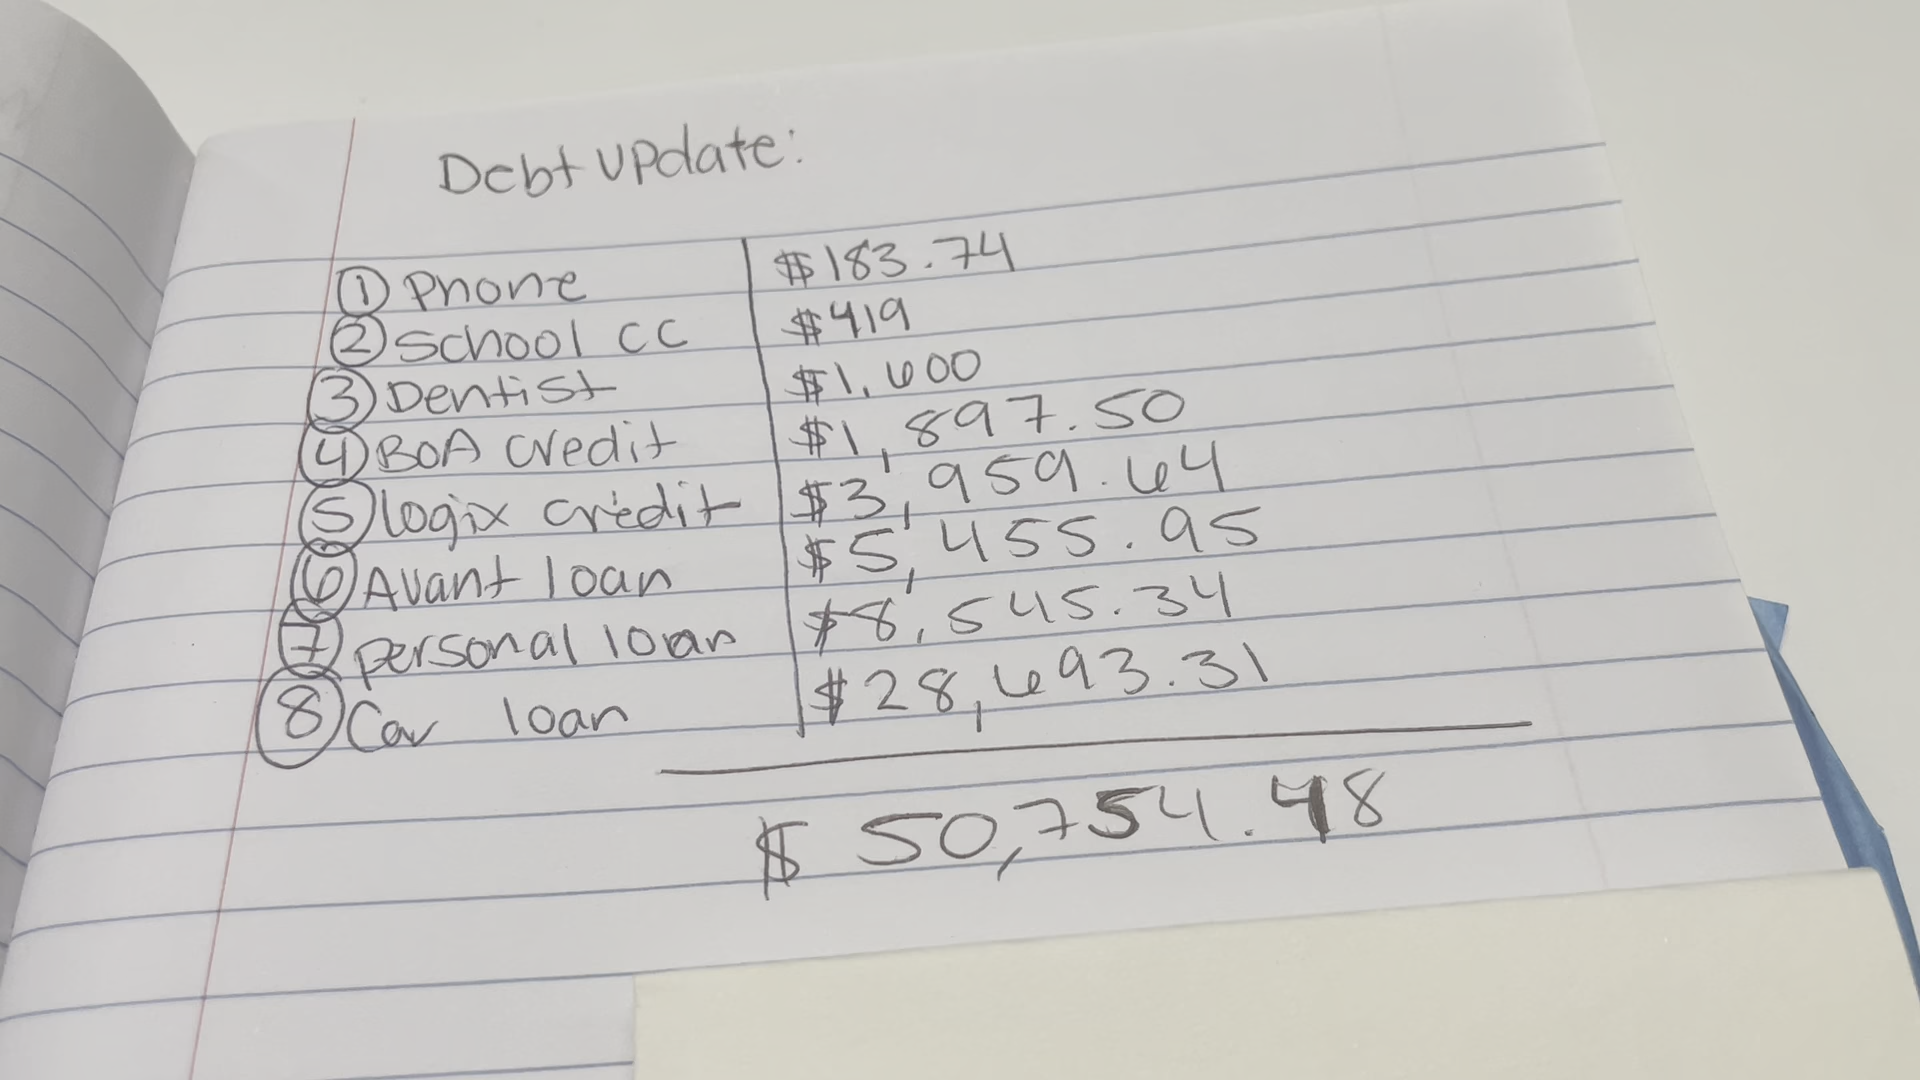 Debt update:
① Phone $183.74
② School CC $419
③ Dentist $1,600
④ BOA credit $1,897.50
⑤ logix credit $3,959.64
⑥ Avant loan $5,455.95
⑦ personal loan $8,545.34
⑧ Car loan $28,693.31
$ 50,754.48